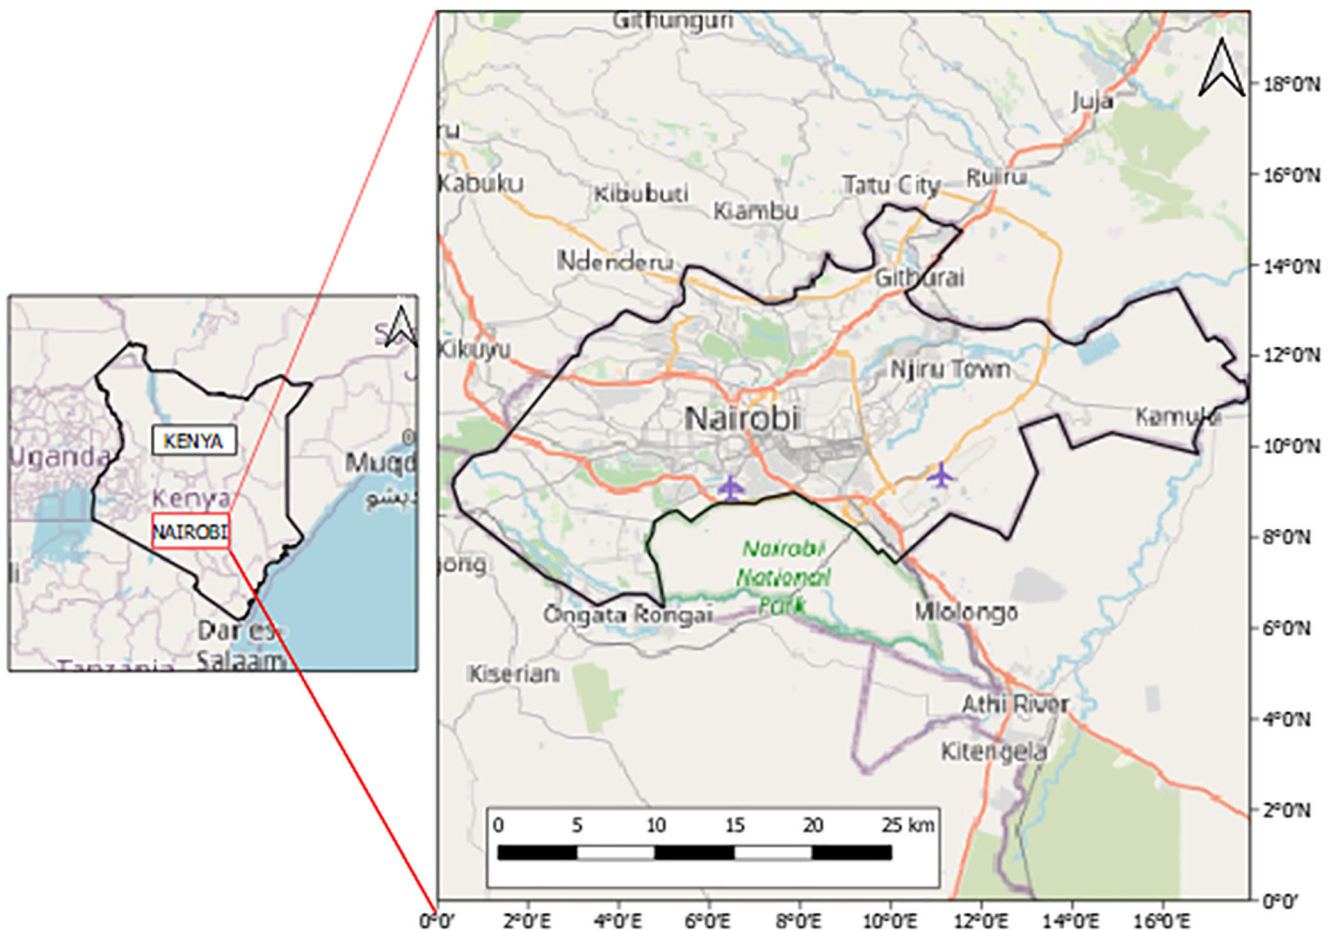 Githunguri
18°0'N
Juja
ru
16°0'N
Kabuku
Kibubuti
Tatu City
Ruiru
Kiambu
14°0'N
Ndenderu
Githurai
12°0'N
Kikuyu
Njiru Town
Nairobi
Kamulu
10°0'N
8°0'N
Nairobi
National
Park
jong
Ongata Rongai
Mlolongo
6°0'N
Kiserian
Athi River
4°0'N
Kitengela
2°0'N
0 5 10 15 20 25 km
0°0'
0°0' 2°0'E 4°0'E 6°0'E 8°0'E 10°0'E 12°0'E 14°0'E 16°0'E
KENYA
Uganda
Muqd
Kenya
NAIROBI
Dar es
Salaam
Tanzania